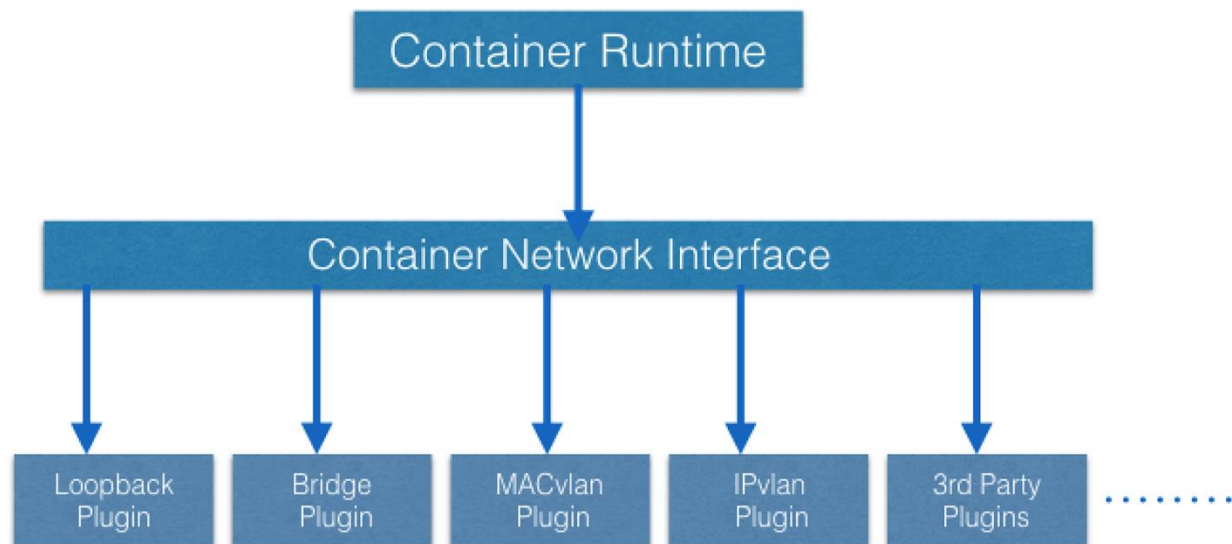 Container Runtime
Container Network Interface
Loopback
Plugin
Bridge
Plugin
MACvlan
Plugin
IPvlan
Plugin
3rd Party
Plugins